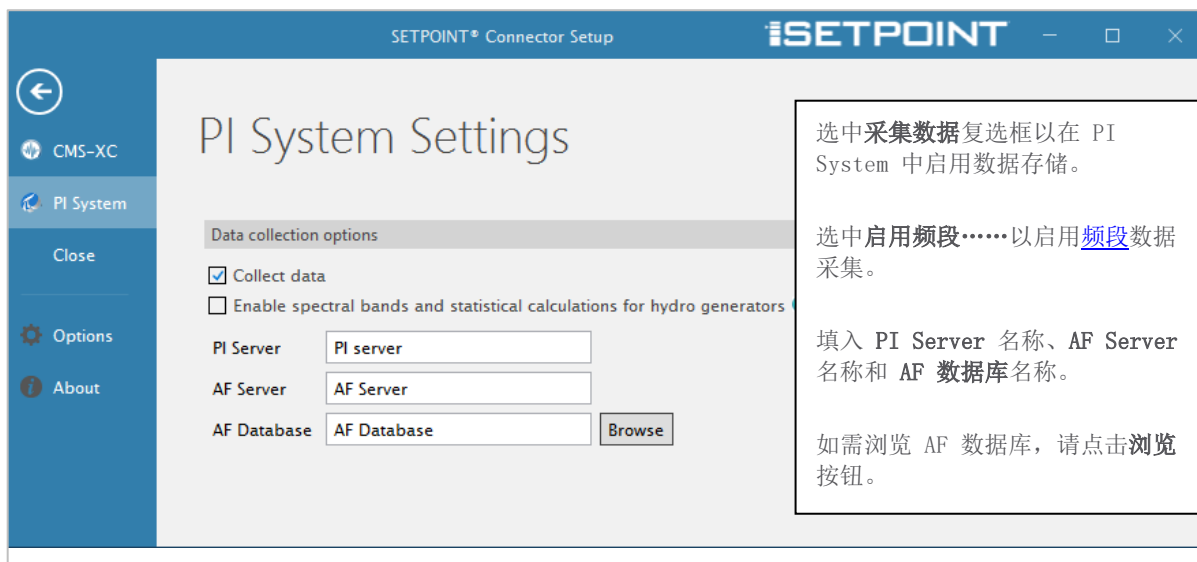 SETPOINT® Connector Setup
SETPOINT
CMS-XC
PI System
Close
Options
About
PI System Settings
Data collection options
Collect data
Enable spectral bands and statistical calculations for hydro generators
PI Server PI server
AF Server AF Server
AF Database AF Database Browse
选中采集数据复选框以在 PI
System 中启用数据存储。
选中启用频段……以启用频段数据
采集。
填入 PI Server 名称、AF Server
名称和 AF 数据库名称。
如需浏览 AF 数据库，请点击浏览
按钮。